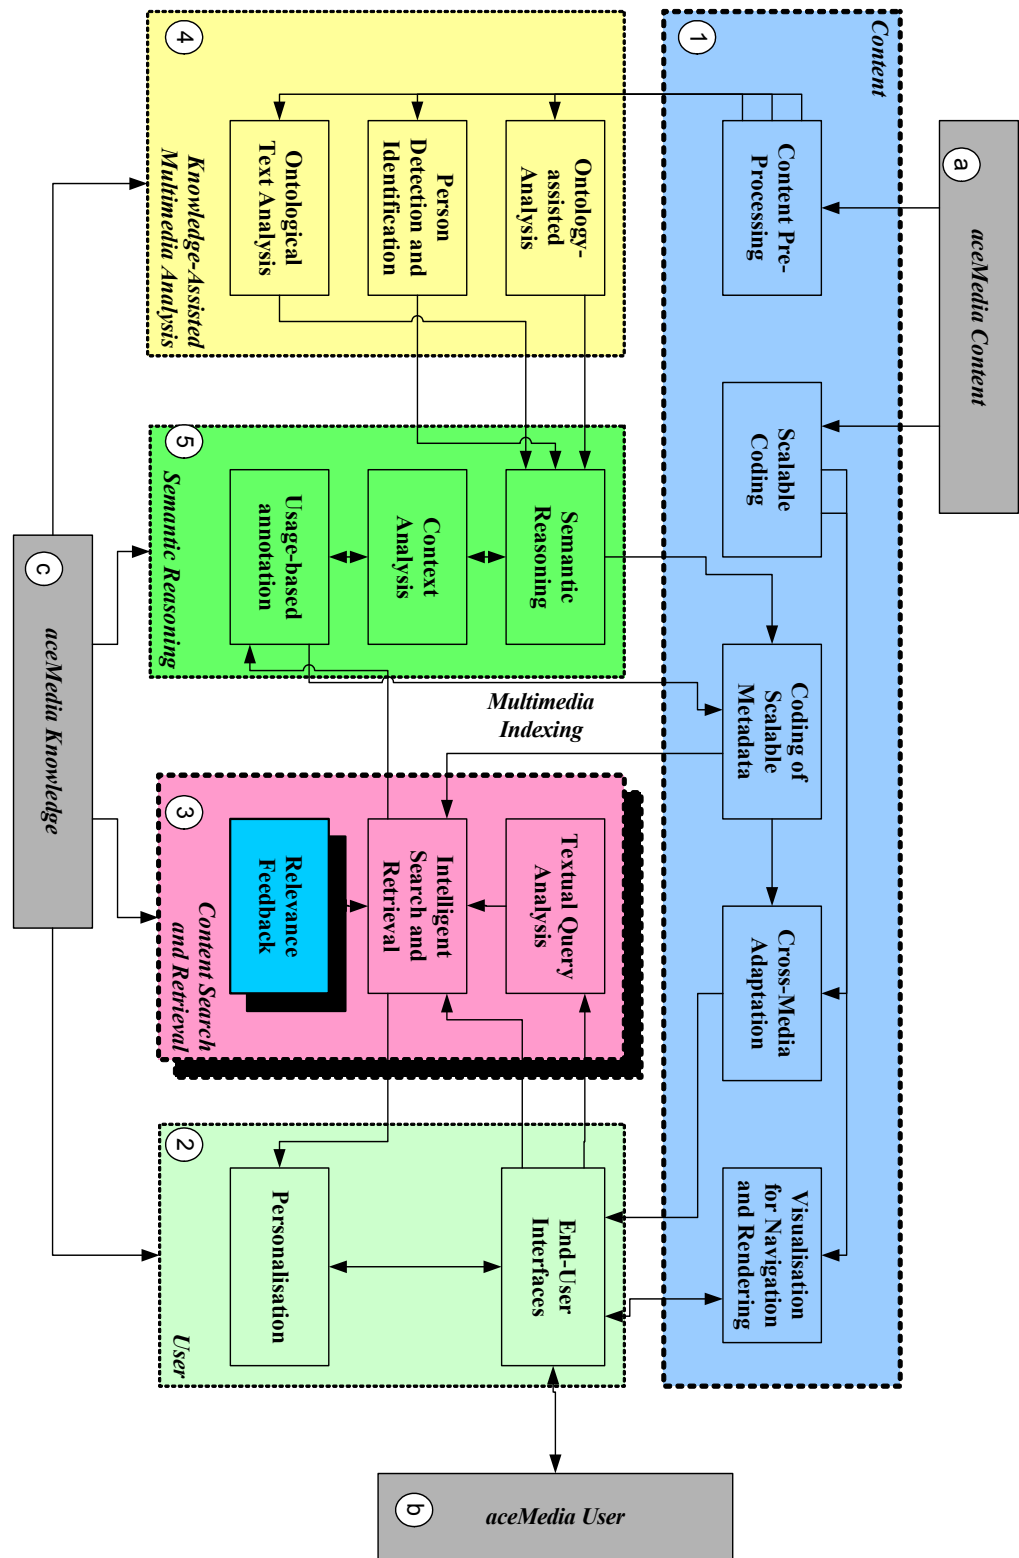 a
aceMedia Content
1
Content
Content Pre-
Processing
Scalable
Coding
Coding of
Scalable
Metadata
Cross-Media
Adaptation
Visualisation
for Navigation
and Rendering
4
Ontology-
assisted
Analysis
Person
Detection and
Identification
Ontological
Text Analysis
Knowledge-Assisted
Multimedia Analysis
5
Semantic
Reasoning
Context
Analysis
Usage-based
annotation
Semantic Reasoning
Multimedia
Indexing
3
Textual Query
Analysis
Intelligent
Search and
Retrieval
Relevance
Feedback
Content Search
and Retrieval
2
End-User
Interfaces
Personalisation
User
b
aceMedia User
c
aceMedia Knowledge